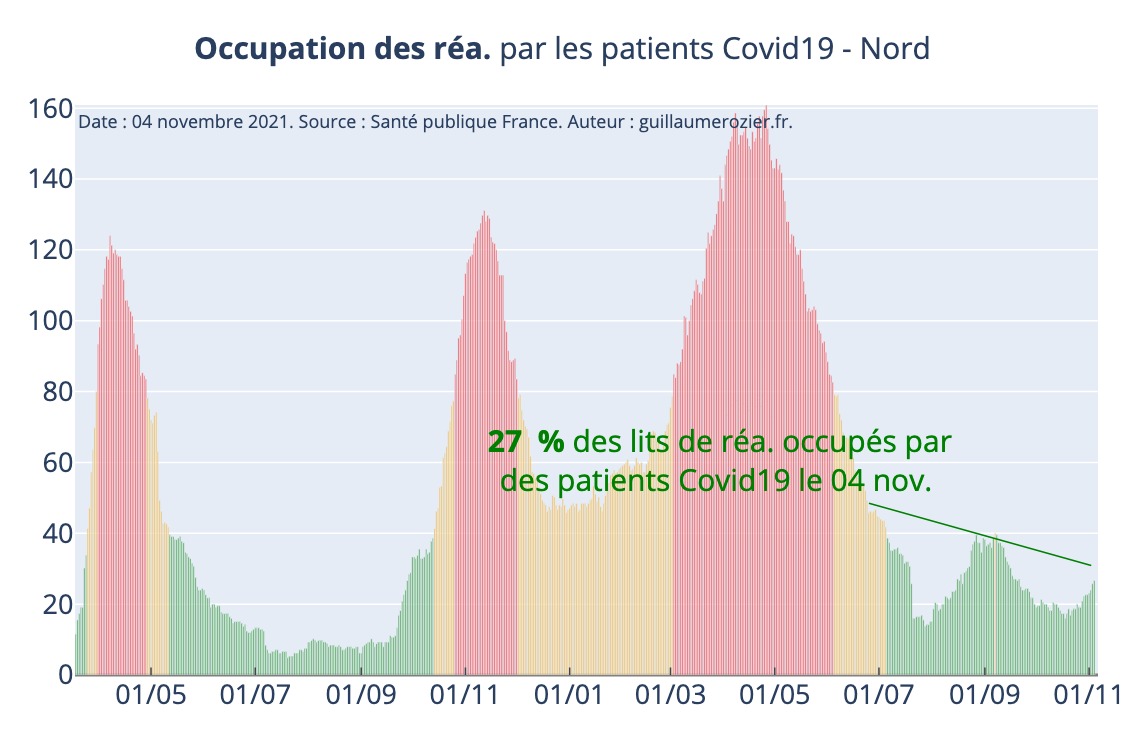 Occupation des réa. par les patients Covid19 - Nord
160
Date : 04 novembre 2021. Source : Santé publique France. Auteur : guillaumerozier.fr.
140
120
100
80
27 % des lits de réa. occupés par
60
des patients Covid19 le 04 nov.
40
20
0
01/05 01/07 01/09 01/11 01/01 01/03 01/05 01/07 01/09 01/11